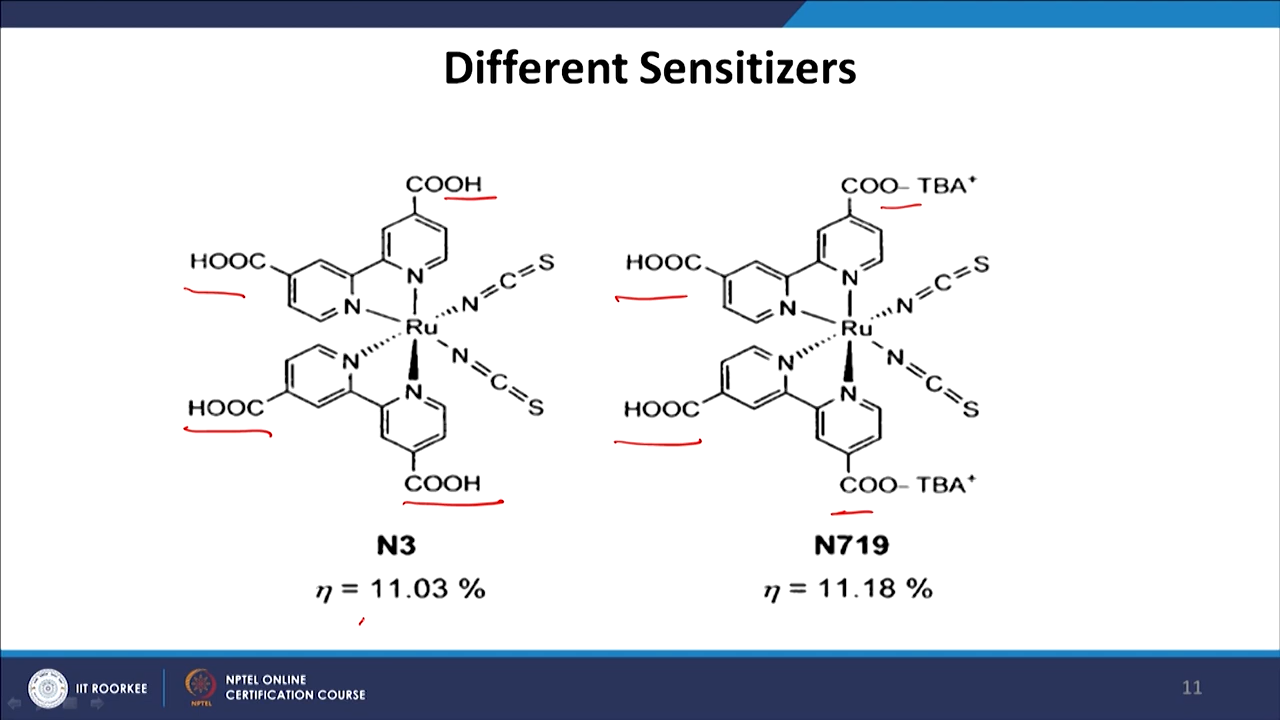 Different Sensitizers
COOH
HOOC
N
N
N
C
S
Ru
N
N
C
S
HOOC
N
COOH
N3
η = 11.03 %
COO– TBA⁺
HOOC
N
N
N
C
S
Ru
N
N
C
S
HOOC
N
COO– TBA⁺
N719
η = 11.18 %
IIT ROORKEE
NPTEL
NPTEL ONLINE
CERTIFICATION COURSE
11